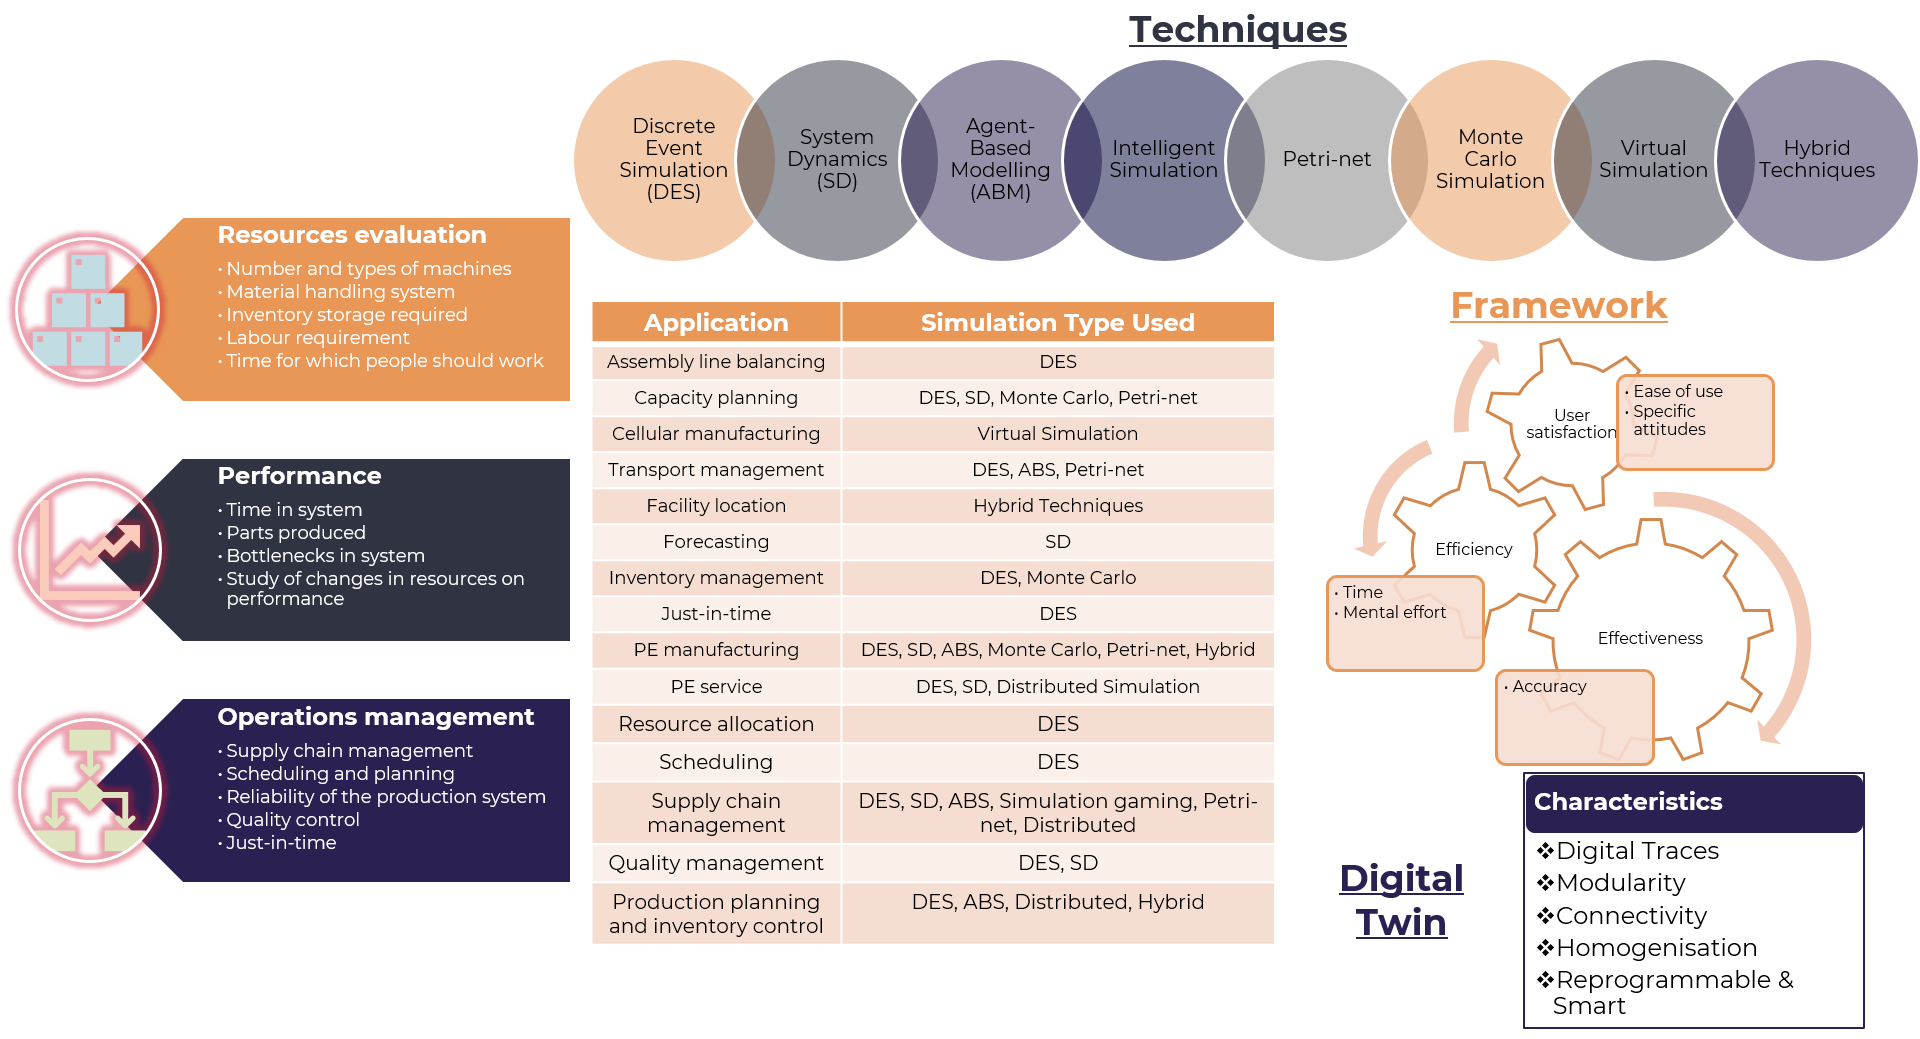 Techniques
Discrete
Event
Simulation
(DES)
System
Dynamics
(SD)
Agent-
Based
Modelling
(ABM)
Intelligent
Simulation
Petri-net
Monte
Carlo
Simulation
Virtual
Simulation
Hybrid
Techniques
Resources evaluation
• Number and types of machines
• Material handling system
• Inventory storage required
• Labour requirement
• Time for which people should work
Performance
• Time in system
• Parts produced
• Bottlenecks in system
• Study of changes in resources on
performance
Operations management
• Supply chain management
• Scheduling and planning
• Reliability of the production system
• Quality control
• Just-in-time
Application Simulation Type Used
Assembly line balancing DES
Capacity planning DES, SD, Monte Carlo, Petri-net
Cellular manufacturing Virtual Simulation
Transport management DES, ABS, Petri-net
Facility location Hybrid Techniques
Forecasting SD
Inventory management DES, Monte Carlo
Just-in-time DES
PE manufacturing DES, SD, ABS, Monte Carlo, Petri-net, Hybrid
PE service DES, SD, Distributed Simulation
Resource allocation DES
Scheduling DES
Supply chain DES, SD, ABS, Simulation gaming, Petri-
management net, Distributed
Quality management DES, SD
Production planning DES, ABS, Distributed, Hybrid
and inventory control
Framework
User
satisfaction
• Ease of use
• Specific
attitudes
Efficiency
• Time
• Mental effort
Effectiveness
• Accuracy
Digital
Twin
Characteristics
❖Digital Traces
❖Modularity
❖Connectivity
❖Homogenisation
❖Reprogrammable &
Smart